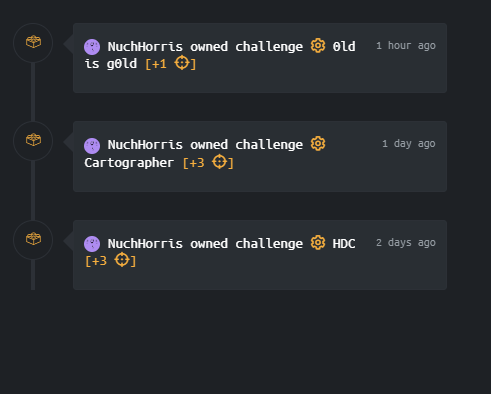 NuchHorris owned challenge 0ld 1 hour ago
is g0ld [+1 ]
NuchHorris owned challenge 1 day ago
Cartographer [+3 ]
NuchHorris owned challenge HDC 2 days ago
[+3 ]